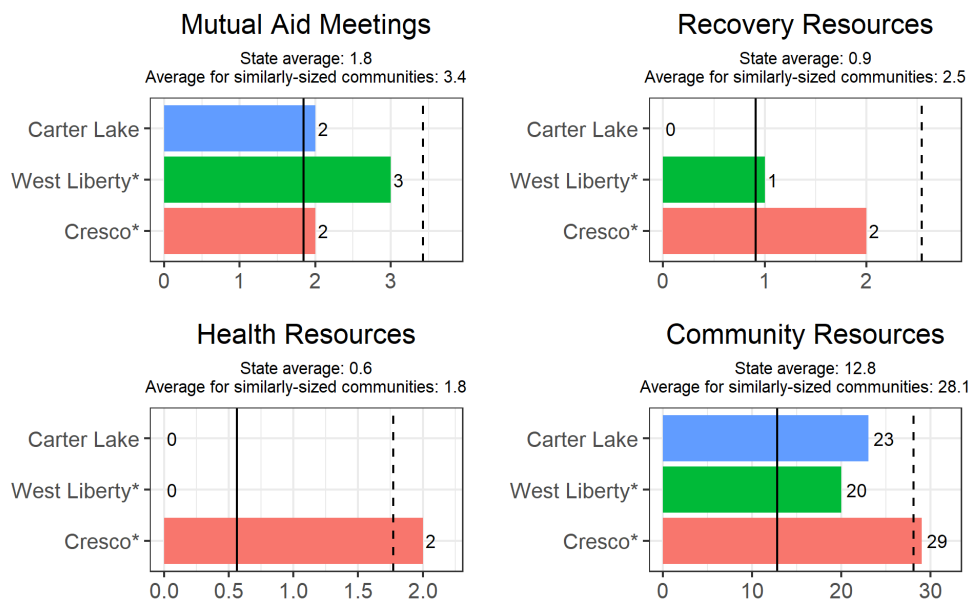 Mutual Aid Meetings
State average: 1.8
Average for similarly-sized communities: 3.4
Carter Lake
2
West Liberty*
3
Cresco*
2
0 1 2 3
Recovery Resources
State average: 0.9
Average for similarly-sized communities: 2.5
Carter Lake
0
West Liberty*
1
Cresco*
2
0 1 2
Health Resources
State average: 0.6
Average for similarly-sized communities: 1.8
Carter Lake
0
West Liberty*
0
Cresco*
2
0.0 0.5 1.0 1.5 2.0
Community Resources
State average: 12.8
Average for similarly-sized communities: 28.1
Carter Lake
23
West Liberty*
20
Cresco*
29
0 10 20 30